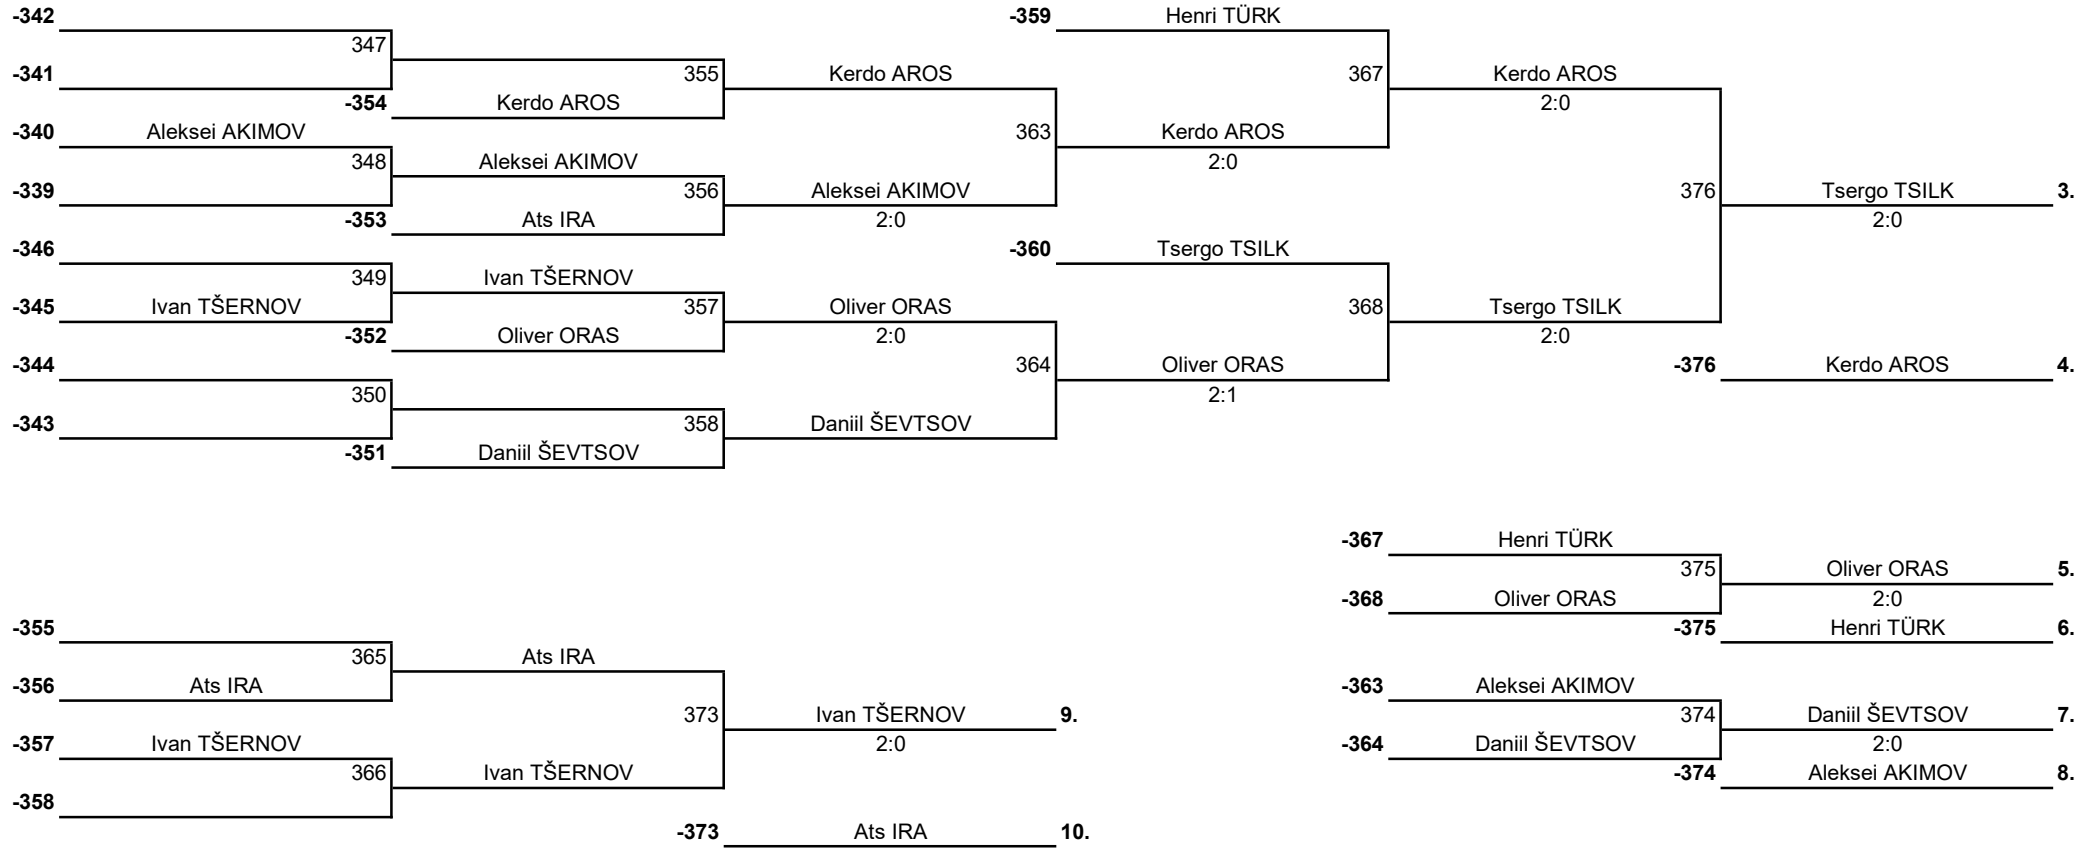 -342 -359 Henri TÜRK
347
-341 355 Kerdo AROS 367 Kerdo AROS
-354 Kerdo AROS 2:0
-340 Aleksei AKIMOV 363 Kerdo AROS
348 Aleksei AKIMOV 2:0
-339 356 Aleksei AKIMOV 376 Tsergo TSILK 3.
-353 Ats IRA 2:0 2:0
-346 -360 Tsergo TSILK
349 Ivan TŠERNOV
-345 Ivan TŠERNOV 357 Oliver ORAS 368 Tsergo TSILK
-352 Oliver ORAS 2:0 2:0
-344 364 Oliver ORAS -376 Kerdo AROS 4.
350 2:1
-343 358 Daniil ŠEVTSOV
-351 Daniil ŠEVTSOV
-367 Henri TÜRK
375 Oliver ORAS 5.
-368 Oliver ORAS 2:0
-355 -375 Henri TÜRK 6.
365 Ats IRA
-356 Ats IRA -363 Aleksei AKIMOV
373 Ivan TŠERNOV 9. 374 Daniil ŠEVTSOV 7.
-357 Ivan TŠERNOV 2:0 -364 Daniil ŠEVTSOV 2:0
366 Ivan TŠERNOV -374 Aleksei AKIMOV 8.
-358
-373 Ats IRA 10.